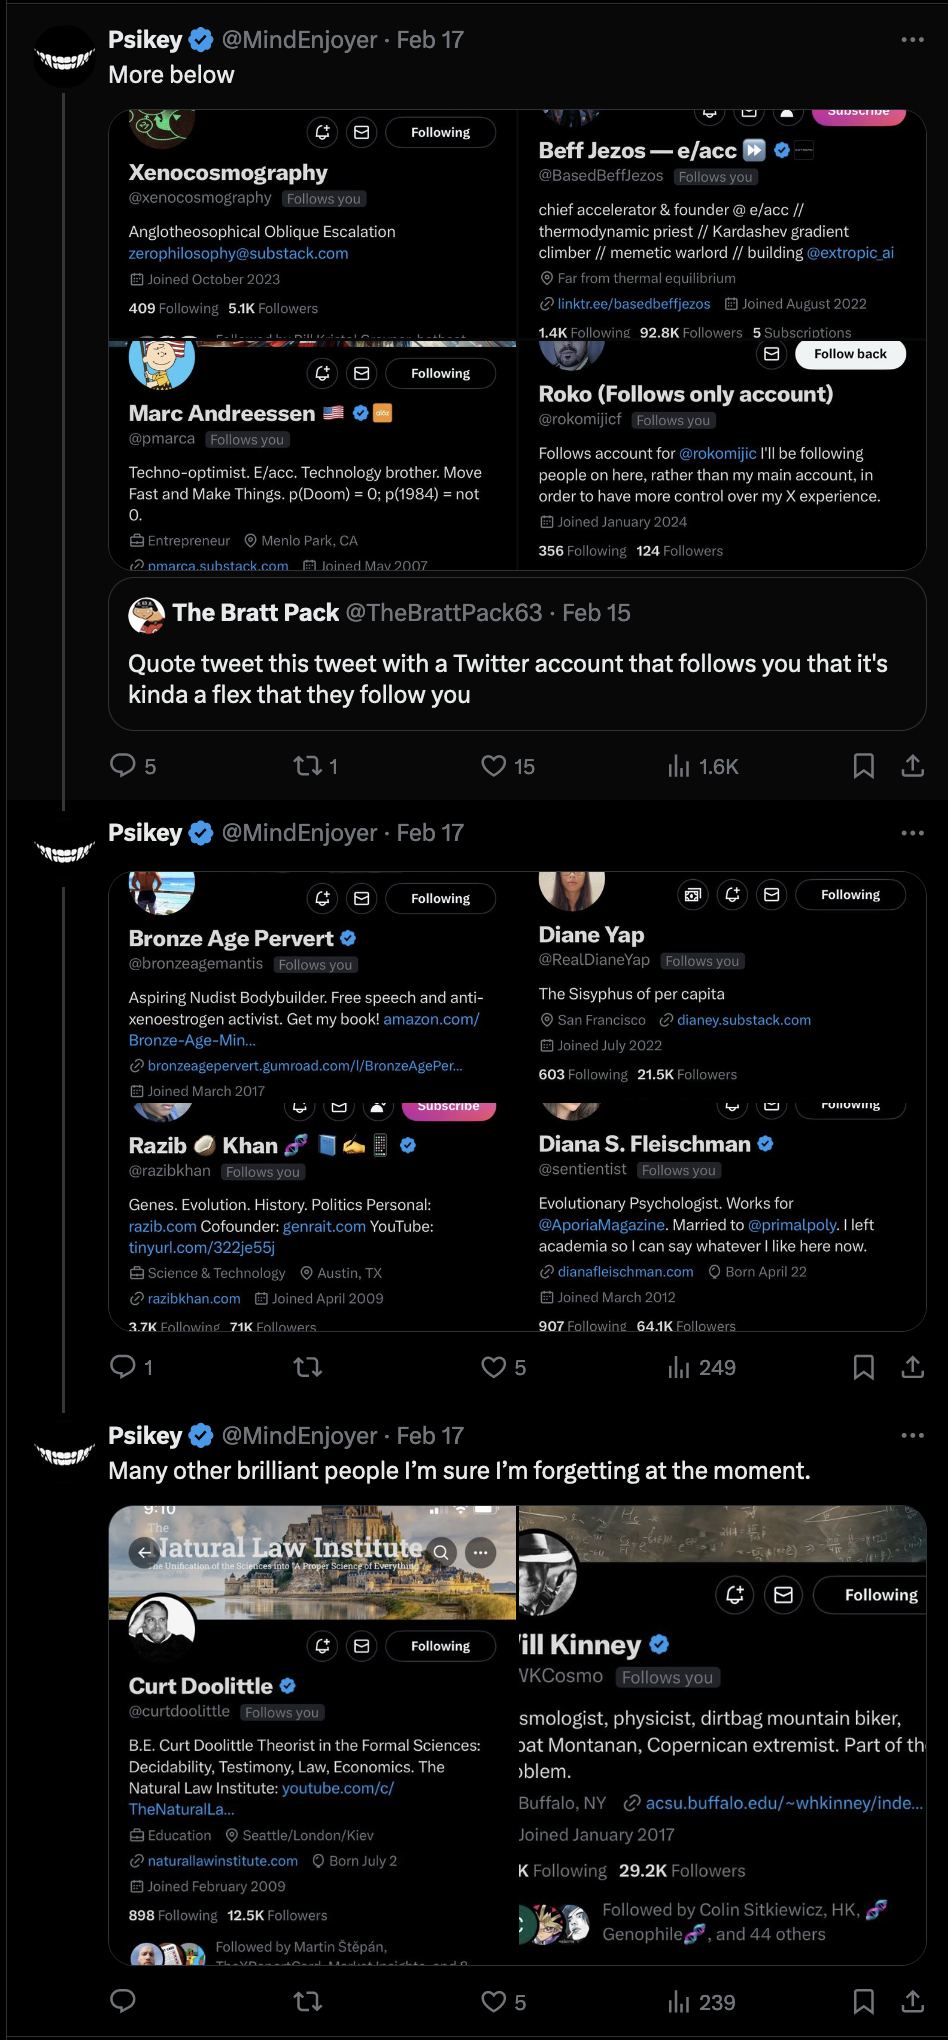 Psikey @MindEnjoyer · Feb 17
More below
Following
Xenocosmography
@xenocosmography Follows you
Anglotheosophical Oblique Escalation
zerophilosophy@substack.com
Joined October 2023
409 Following 5.1K Followers
Subscribe
Beff Jezos — e/acc ⏩
@BasedBeffJezos Follows you
chief accelerator & founder @ e/acc //
thermodynamic priest // Kardashev gradient
climber // memetic warlord // building @extropic_ai
Far from thermal equilibrium
linktr.ee/basedbeffjezos Joined August 2022
1.4K Following 92.8K Followers 5 Subscriptions
Following
Marc Andreessen 🇺🇸
@pmarca Follows you
Techno-optimist. E/acc. Technology brother. Move
Fast and Make Things. p(Doom) = 0; p(1984) = not
0.
Entrepreneur Menlo Park, CA
pmarca.substack.com Joined May 2007
Follow back
Roko (Follows only account)
@rokomijicf Follows you
Follows account for @rokomijic I'll be following
people on here, rather than my main account, in
order to have more control over my X experience.
Joined January 2024
356 Following 124 Followers
The Bratt Pack @TheBrattPack63 · Feb 15
Quote tweet this tweet with a Twitter account that follows you that it's
kinda a flex that they follow you
5 1 15 1.6K
Psikey @MindEnjoyer · Feb 17
Following
Bronze Age Pervert
@bronzeagemantis Follows you
Aspiring Nudist Bodybuilder. Free speech and anti-
xenoestrogen activist. Get my book! amazon.com/
Bronze-Age-Min...
bronzeagepervert.gumroad.com/l/BronzeAgePer...
Joined March 2017
Following
Diane Yap
@RealDianeYap Follows you
The Sisyphus of per capita
San Francisco dianey.substack.com
Joined July 2022
603 Following 21.5K Followers
Subscribe
Razib 🥥 Khan 🧬 📘 ✍️ 📱
@razibkhan Follows you
Genes. Evolution. History. Politics Personal:
razib.com Cofounder: genrait.com YouTube:
tinyurl.com/322je55j
Science & Technology Austin, TX
razibkhan.com Joined April 2009
3.7K Following 71K Followers
Following
Diana S. Fleischman
@sentientist Follows you
Evolutionary Psychologist. Works for
@AporiaMagazine. Married to @primalpoly. I left
academia so I can say whatever I like here now.
dianafleischman.com Born April 22
Joined March 2012
907 Following 64.1K Followers
1 5 249
Psikey @MindEnjoyer · Feb 17
Many other brilliant people I'm sure I'm forgetting at the moment.
9:10
The
Natural Law Institute
The Unification of the Sciences into "A Proper Science of Everything"
Following
Curt Doolittle
@curtdoolittle Follows you
B.E. Curt Doolittle Theorist in the Formal Sciences:
Decidability, Testimony, Law, Economics. The
Natural Law Institute: youtube.com/c/
TheNaturalLa...
Education Seattle/London/Kiev
naturallawinstitute.com Born July 2
Joined February 2009
898 Following 12.5K Followers
Followed by Martin Štěpán,
Following
ill Kinney
WKCosmo Follows you
smologist, physicist, dirtbag mountain biker,
oat Montanan, Copernican extremist. Part of th
oblem.
Buffalo, NY acsu.buffalo.edu/~whkinney/inde...
Joined January 2017
K Following 29.2K Followers
Followed by Colin Sitkiewicz, HK, 🧬
Genophile🧬, and 44 others
5 239